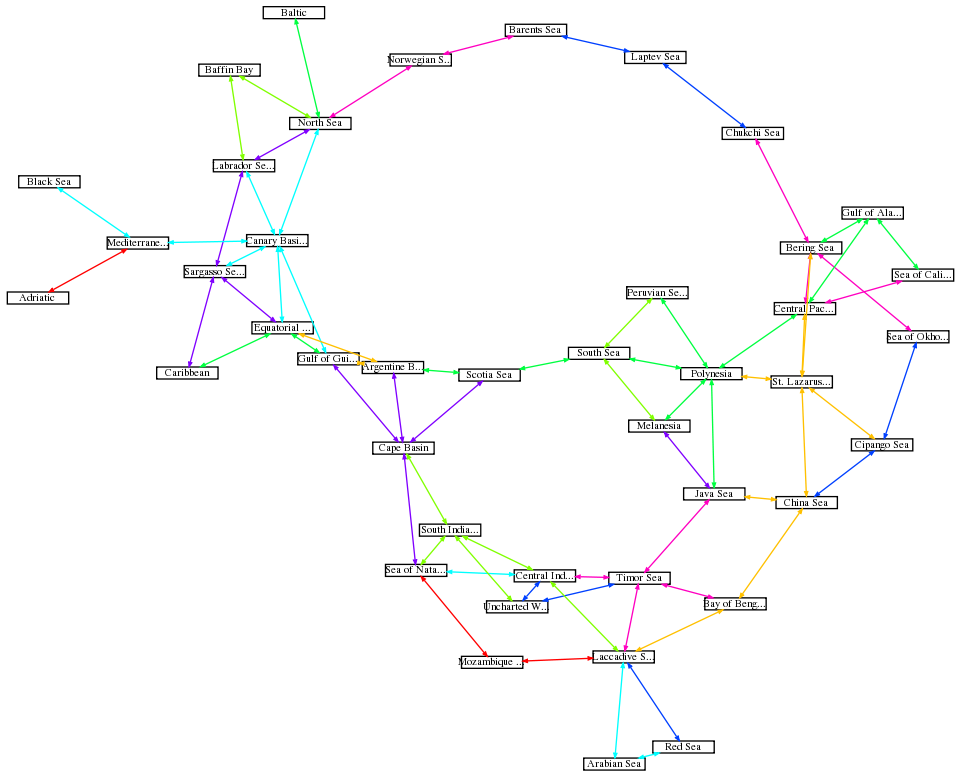 Baltic
Barents Sea
Norwegian S...
Laptev Sea
Baffin Bay
North Sea
Chukchi Sea
Labrador Se...
Black Sea
Gulf of Ala...
Mediterrane...
Canary Basi...
Bering Sea
Sargasso Se...
Sea of Cali...
Adriatic
Peruvian Se...
Central Pac...
Equatorial ...
Sea of Okho...
Gulf of Gui...
South Sea
Argentine B...
Caribbean
Scotia Sea
Polynesia
St. Lazarus...
Melanesia
Cape Basin
Cipango Sea
Java Sea
China Sea
South India...
Sea of Nata...
Central Ind...
Timor Sea
Uncharted W...
Bay of Beng...
Mozambique ...
Laccadive S...
Red Sea
Arabian Sea